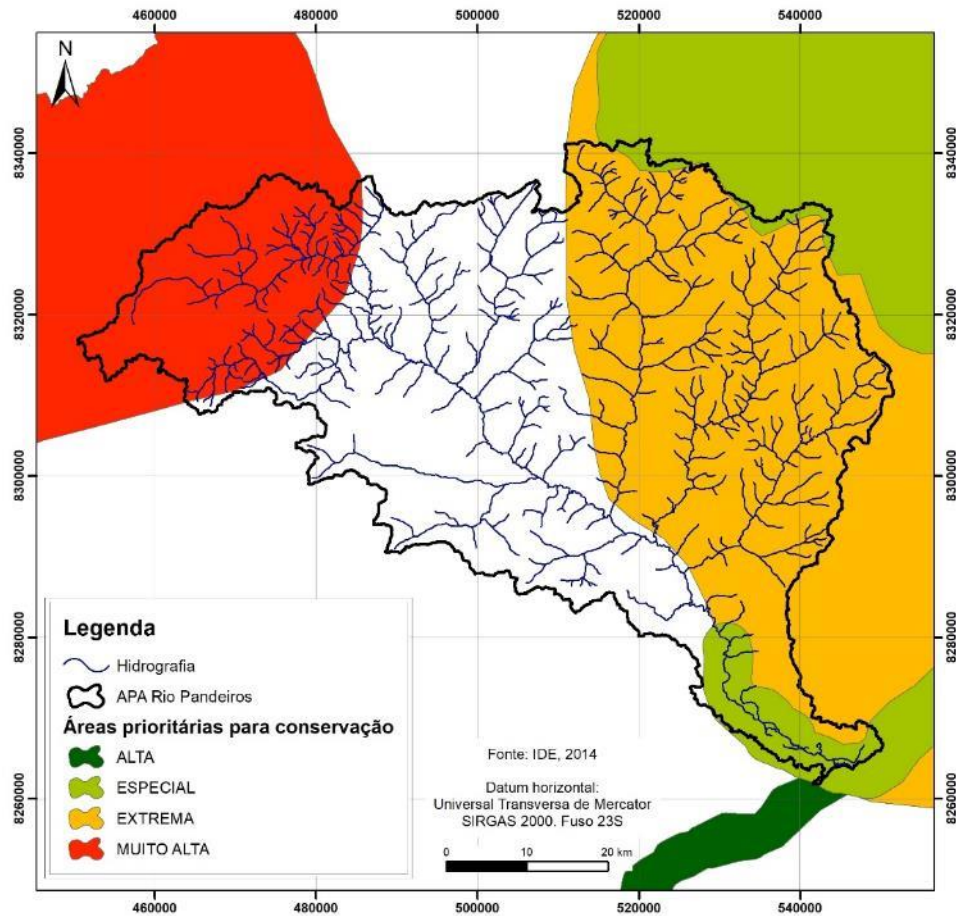 460000 480000 500000 520000 540000
N
8340000 8340000
8320000 8320000
8300000 8300000
8280000 8280000
8260000 8260000
Legenda
Hidrografia
APA Rio Pandeiros
Áreas prioritárias para conservação
ALTA
ESPECIAL
EXTREMA
MUITO ALTA
Fonte: IDE, 2014
Datum horizontal:
Universal Transversa de Mercator
SIRGAS 2000. Fuso 23S
0 10 20 km
460000 480000 500000 520000 540000